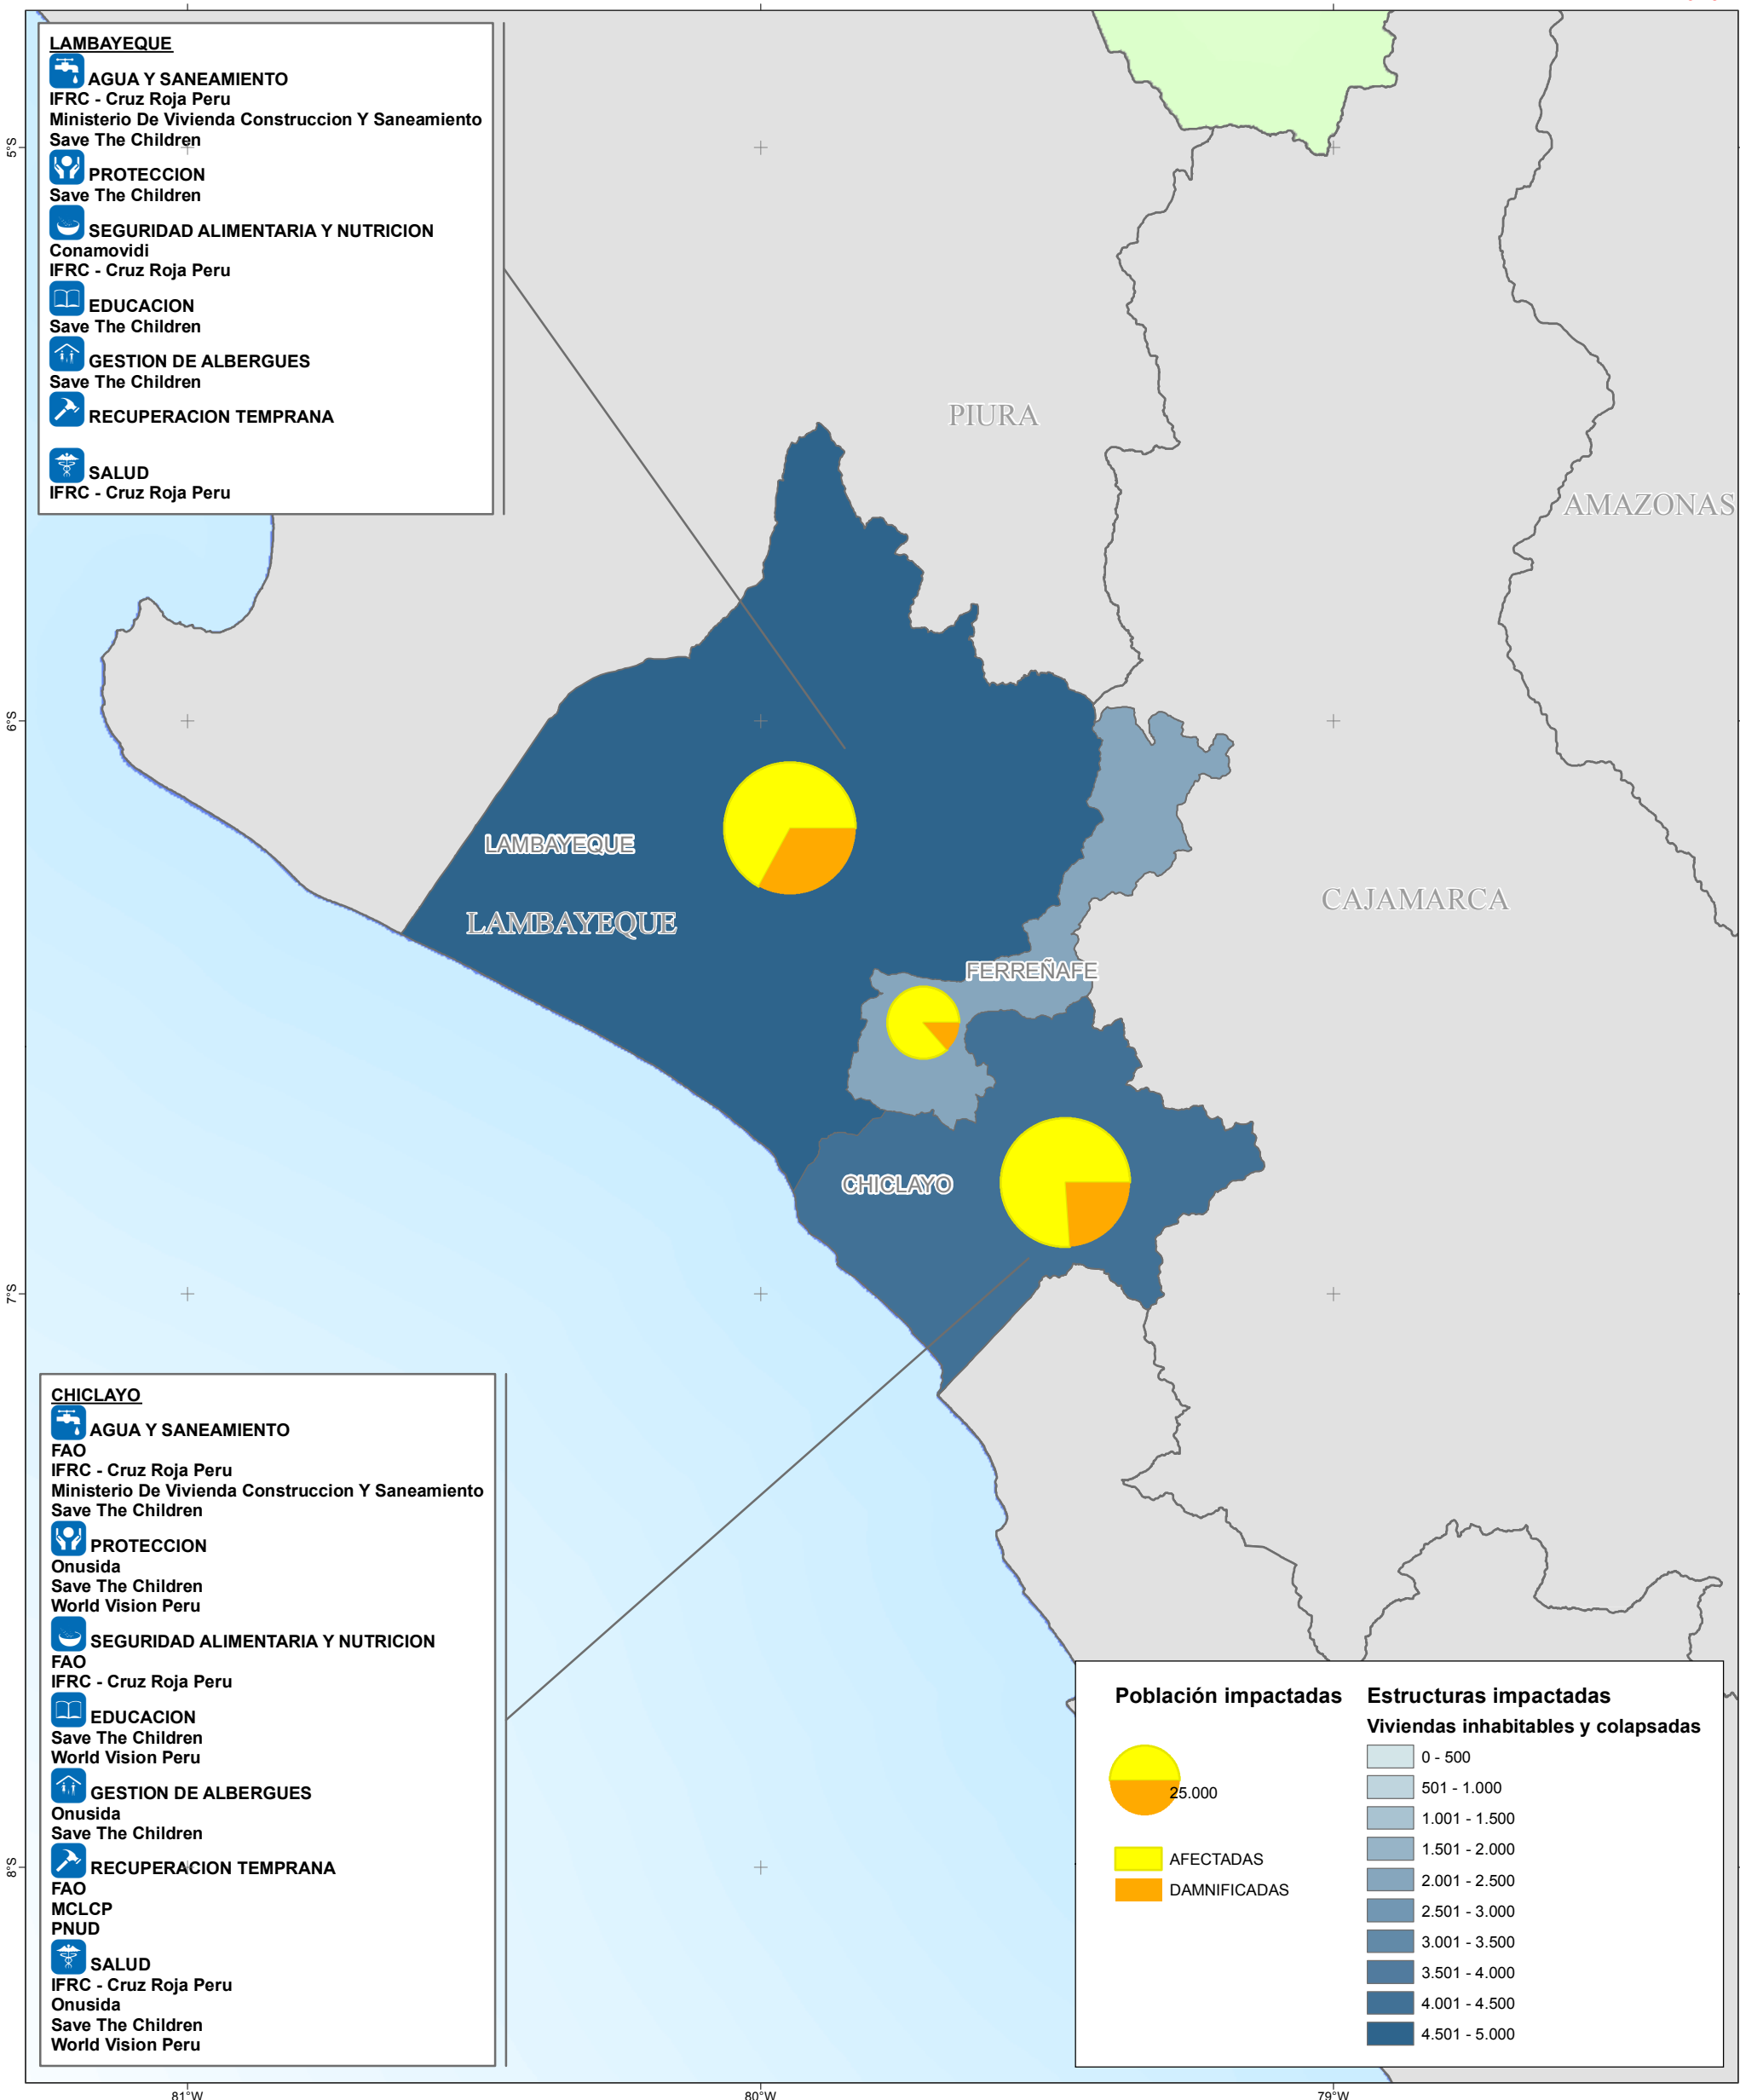 LAMBAYEQUE
AGUA Y SANEAMIENTO
IFRC - Cruz Roja Peru
Ministerio De Vivienda Construccion Y Saneamiento
Save The Children
PROTECCION
Save The Children
SEGURIDAD ALIMENTARIA Y NUTRICION
Conamovidi
IFRC - Cruz Roja Peru
EDUCACION
Save The Children
GESTION DE ALBERGUES
Save The Children
RECUPERACION TEMPRANA
SALUD
IFRC - Cruz Roja Peru
5°S
PIURA
AMAZONAS
6°S
LAMBAYEQUE
LAMBAYEQUE
CAJAMARCA
FERREÑAFE
CHICLAYO
7°S
CHICLAYO
AGUA Y SANEAMIENTO
FAO
IFRC - Cruz Roja Peru
Ministerio De Vivienda Construccion Y Saneamiento
Save The Children
PROTECCION
Onusida
Save The Children
World Vision Peru
SEGURIDAD ALIMENTARIA Y NUTRICION
FAO
IFRC - Cruz Roja Peru
EDUCACION
Save The Children
World Vision Peru
GESTION DE ALBERGUES
Onusida
Save The Children
RECUPERACION TEMPRANA
FAO
MCLCP
PNUD
SALUD
IFRC - Cruz Roja Peru
Onusida
Save The Children
World Vision Peru
8°S
Población impactadas
25.000
AFECTADAS
DAMNIFICADAS
Estructuras impactadas
Viviendas inhabitables y colapsadas
0 - 500
501 - 1.000
1.001 - 1.500
1.501 - 2.000
2.001 - 2.500
2.501 - 3.000
3.001 - 3.500
3.501 - 4.000
4.001 - 4.500
4.501 - 5.000
81°W
80°W
79°W